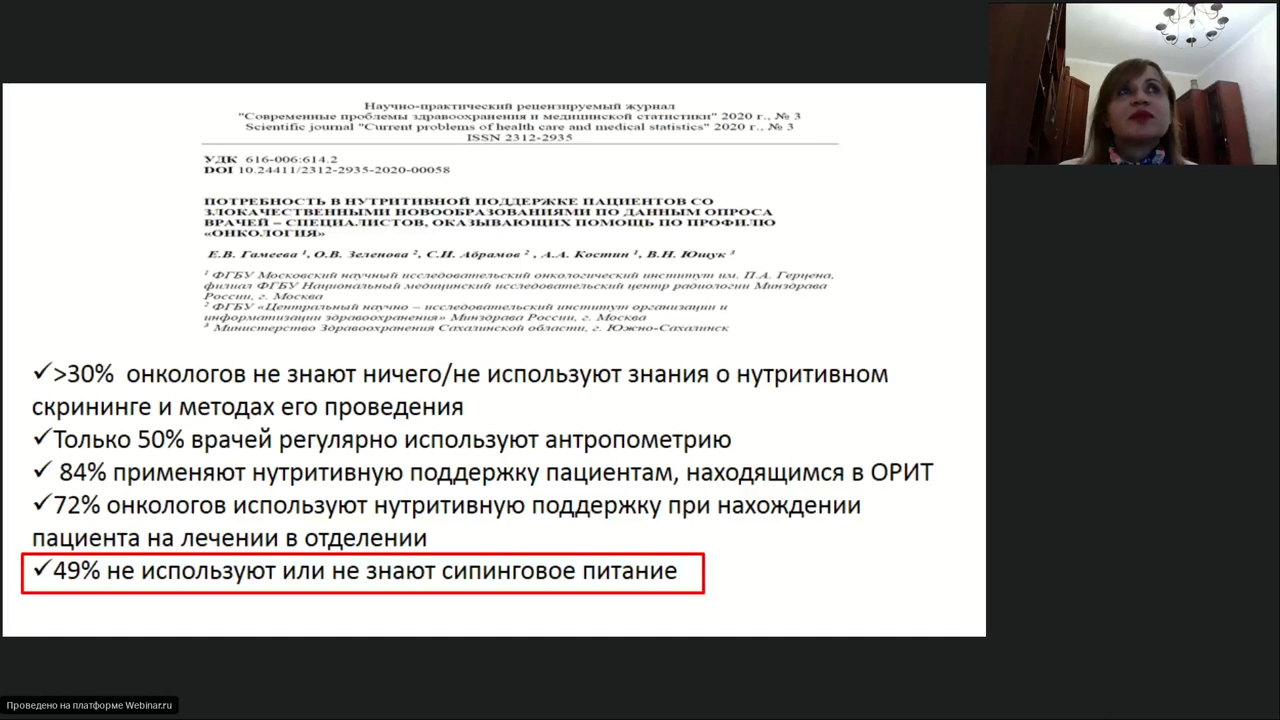 Научно-практический рецензируемый журнал
"Современные проблемы здравоохранения и медицинской статистики" 2020 г., № 3
Scientific journal "Current problems of health care and medical statistics" 2020 г., № 3
ISSN 2312-2935
УДК 616-006:614.2
DOI 10.24411/2312-2935-2020-00058
ПОТРЕБНОСТЬ В НУТРИТИВНОЙ ПОДДЕРЖКЕ ПАЦИЕНТОВ СО
ЗЛОКАЧЕСТВЕННЫМИ НОВООБРАЗОВАНИЯМИ ПО ДАННЫМ ОПРОСА
ВРАЧЕЙ – СПЕЦИАЛИСТОВ, ОКАЗЫВАЮЩИХ ПОМОЩЬ ПО ПРОФИЛЮ
«ОНКОЛОГИЯ»
Е.В. Гамеева ¹, О.В. Зеленова ², С.И. Абрамов ² , А.А. Костин ¹, В.Н. Ющук ³
¹ ФГБУ Московский научный исследовательский онкологический институт им. П.А. Герцена,
филиал ФГБУ Национальный медицинский исследовательский центр радиологии Минздрава
России, г. Москва
² ФГБУ «Центральный научно – исследовательский институт организации и
информатизации здравоохранения» Минздрава России, г. Москва
³ Министерство Здравоохранения Сахалинской области, г. Южно-Сахалинск
✓>30% онкологов не знают ничего/не используют знания о нутритивном
скрининге и методах его проведения
✓Только 50% врачей регулярно используют антропометрию
✓ 84% применяют нутритивную поддержку пациентам, находящимся в ОРИТ
✓72% онкологов используют нутритивную поддержку при нахождении
пациента на лечении в отделении
✓49% не используют или не знают сипинговое питание
Проведено на платформе Webinar.ru